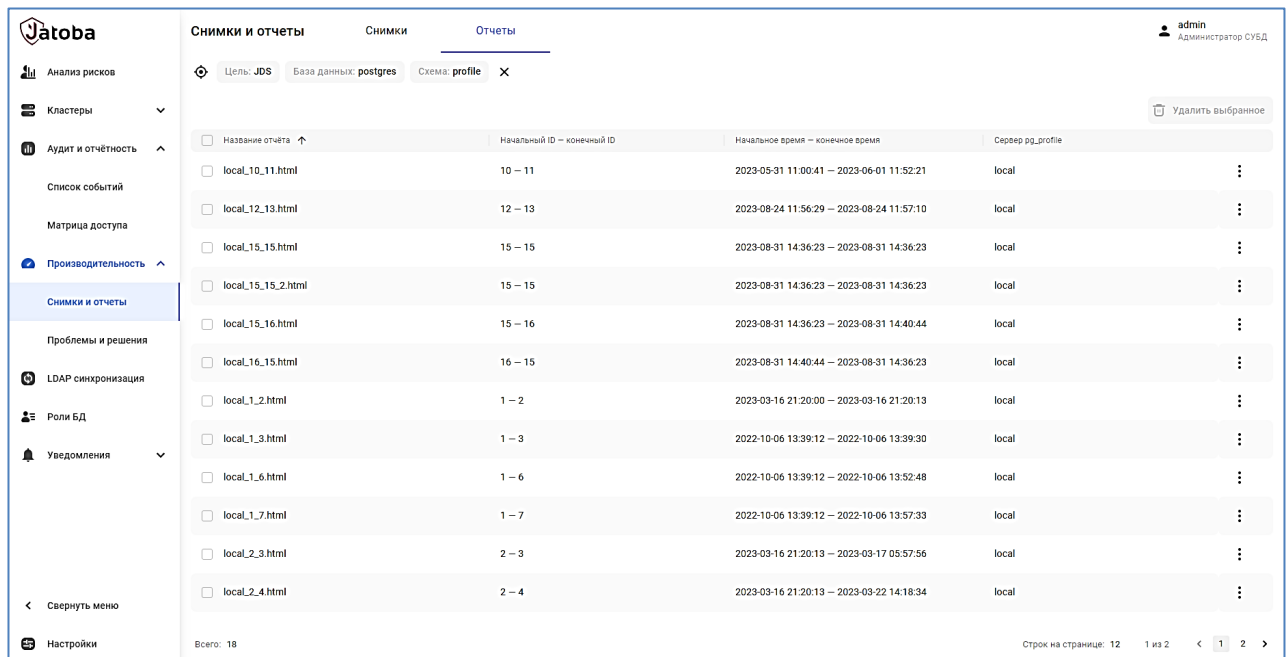 Jatoba
Снимки и отчеты
Снимки
Отчеты
admin
Администратор СУБД
Анализ рисков
Кластеры
Аудит и отчётность
Список событий
Матрица доступа
Производительность
Снимки и отчеты
Проблемы и решения
LDAP синхронизация
Роли БД
Уведомления
Свернуть меню
Настройки
Цель: JDS База данных: postgres Схема: profile
Удалить выбранное
Название отчёта Начальный ID — конечный ID Начальное время — конечное время Сервер pg_profile
local_10_11.html 10 — 11 2023-05-31 11:00:41 — 2023-06-01 11:52:21 local
local_12_13.html 12 — 13 2023-08-24 11:56:29 — 2023-08-24 11:57:10 local
local_15_15.html 15 — 15 2023-08-31 14:36:23 — 2023-08-31 14:36:23 local
local_15_15_2.html 15 — 15 2023-08-31 14:36:23 — 2023-08-31 14:36:23 local
local_15_16.html 15 — 16 2023-08-31 14:36:23 — 2023-08-31 14:40:44 local
local_16_15.html 16 — 15 2023-08-31 14:40:44 — 2023-08-31 14:36:23 local
local_1_2.html 1 — 2 2023-03-16 21:20:00 — 2023-03-16 21:20:13 local
local_1_3.html 1 — 3 2022-10-06 13:39:12 — 2022-10-06 13:39:30 local
local_1_6.html 1 — 6 2022-10-06 13:39:12 — 2022-10-06 13:52:48 local
local_1_7.html 1 — 7 2022-10-06 13:39:12 — 2022-10-06 13:57:33 local
local_2_3.html 2 — 3 2023-03-16 21:20:13 — 2023-03-17 05:57:56 local
local_2_4.html 2 — 4 2023-03-16 21:20:13 — 2023-03-22 14:18:34 local
Всего: 18
Строк на странице: 12 1 из 2 1 2